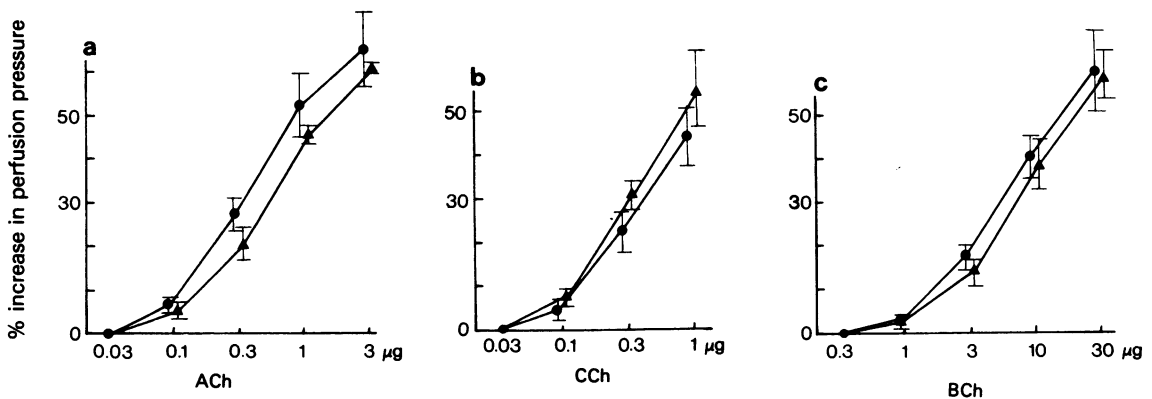 % increase in perfusion pressure
a
50
30
0
0.03 0.1 0.3 1 3 µg
ACh
b
50
30
0
0.03 0.1 0.3 1 µg
CCh
c
50
30
0
0.3 1 3 10 30 µg
BCh